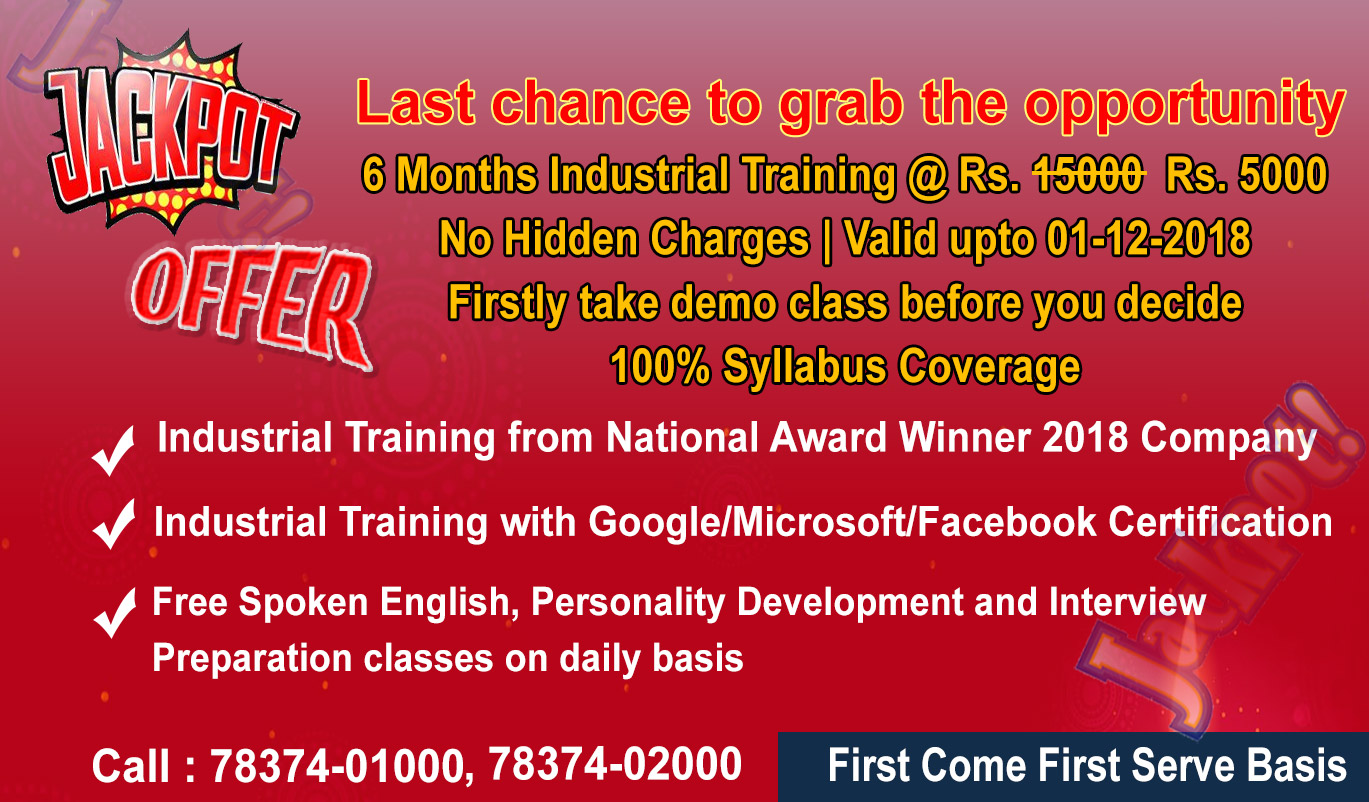 JACKPOT
OFFER
Last chance to grab the opportunity
6 Months Industrial Training @ Rs. 15000 Rs. 5000
No Hidden Charges | Valid upto 01-12-2018
Firstly take demo class before you decide
100% Syllabus Coverage
Industrial Training from National Award Winner 2018 Company
Industrial Training with Google/Microsoft/Facebook Certification
Free Spoken English, Personality Development and Interview
Preparation classes on daily basis
Jackpot!
Call : 78374-01000, 78374-02000
First Come First Serve Basis